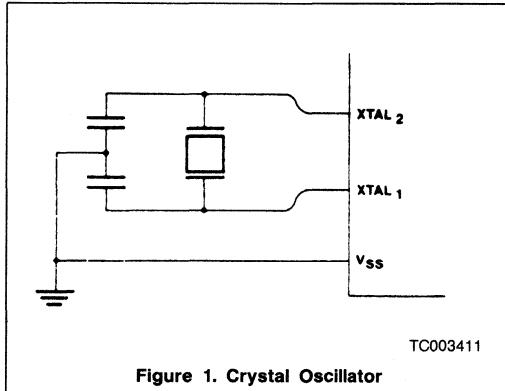 XTAL 2
XTAL 1
VSS
TC003411
Figure 1. Crystal Oscillator